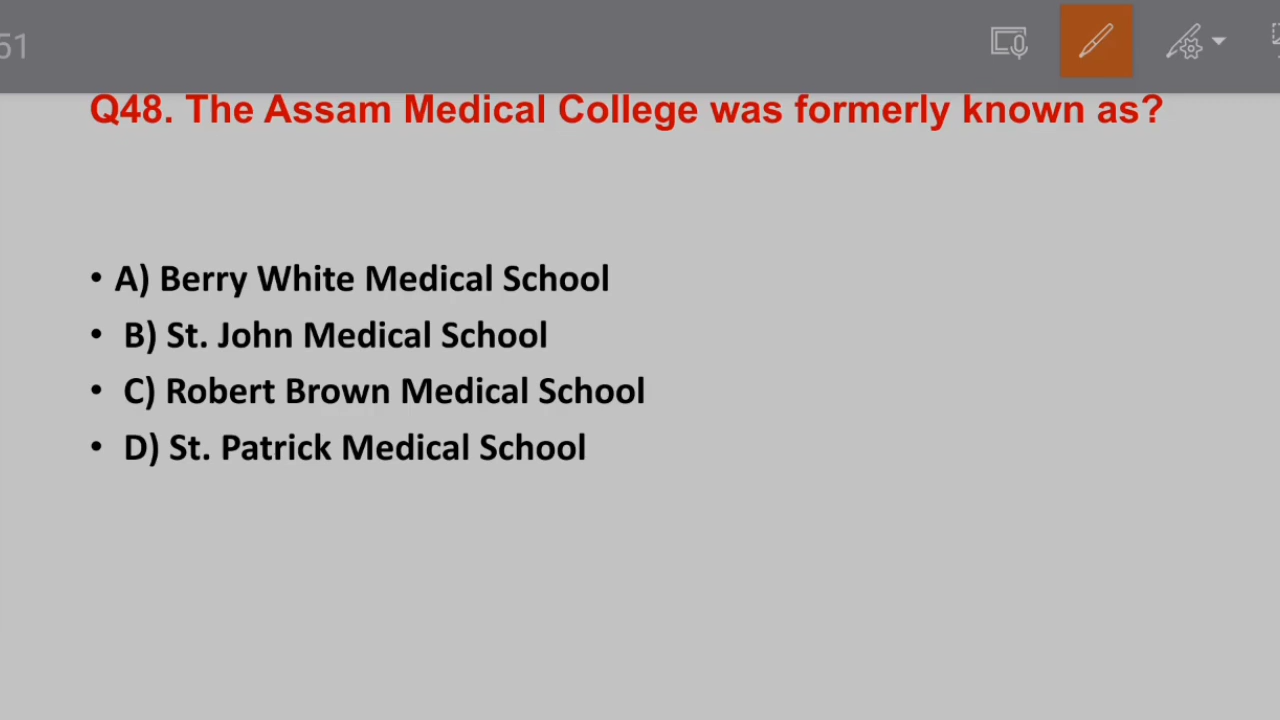 51
Q48. The Assam Medical College was formerly known as?
• A) Berry White Medical School
• B) St. John Medical School
• C) Robert Brown Medical School
• D) St. Patrick Medical School